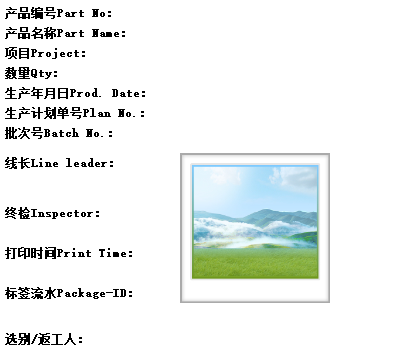 产品编号Part No:
产品名称Part Name:
项目Project:
数量Qty:
生产年月日Prod. Date:
生产计划单号Plan No.:
批次号Batch No.:
线长Line leader:
终检Inspector:
打印时间Print Time:
标签流水Package-ID:
选别/返工人: